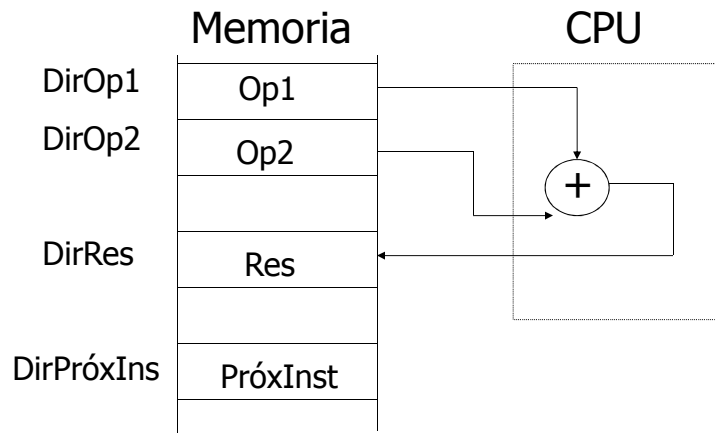 Memoria CPU
DirOp1 Op1
DirOp2 Op2
+
DirRes Res
DirPróxIns PróxInst